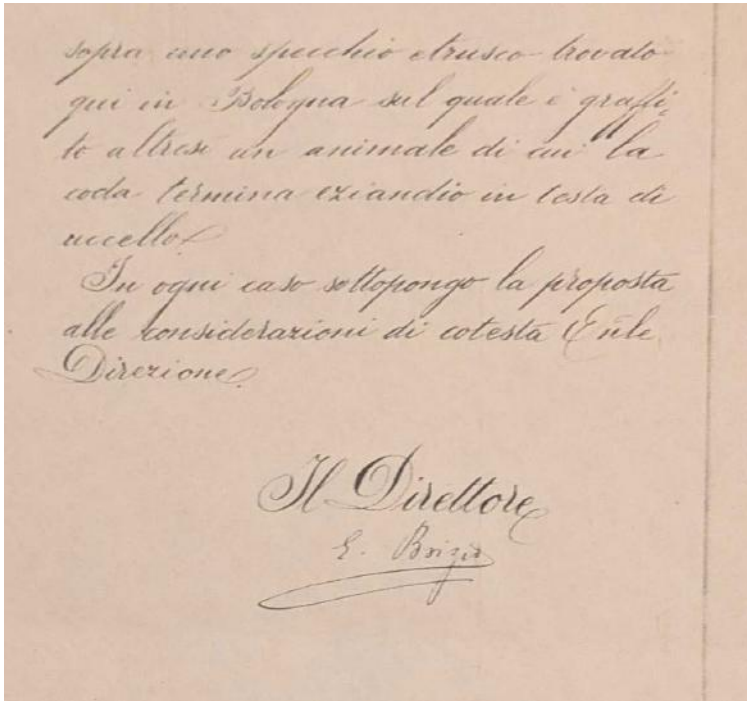 sopra uno specchio etrusco trovato
qui in Bologna sul quale è graffi-
to altresì un animale di cui la
coda termina eziandio in testa di
uccello.
In ogni caso sottopongo la proposta
alle considerazioni di cotesta On̄le
Direzione.
Il Direttore
E. Brizio